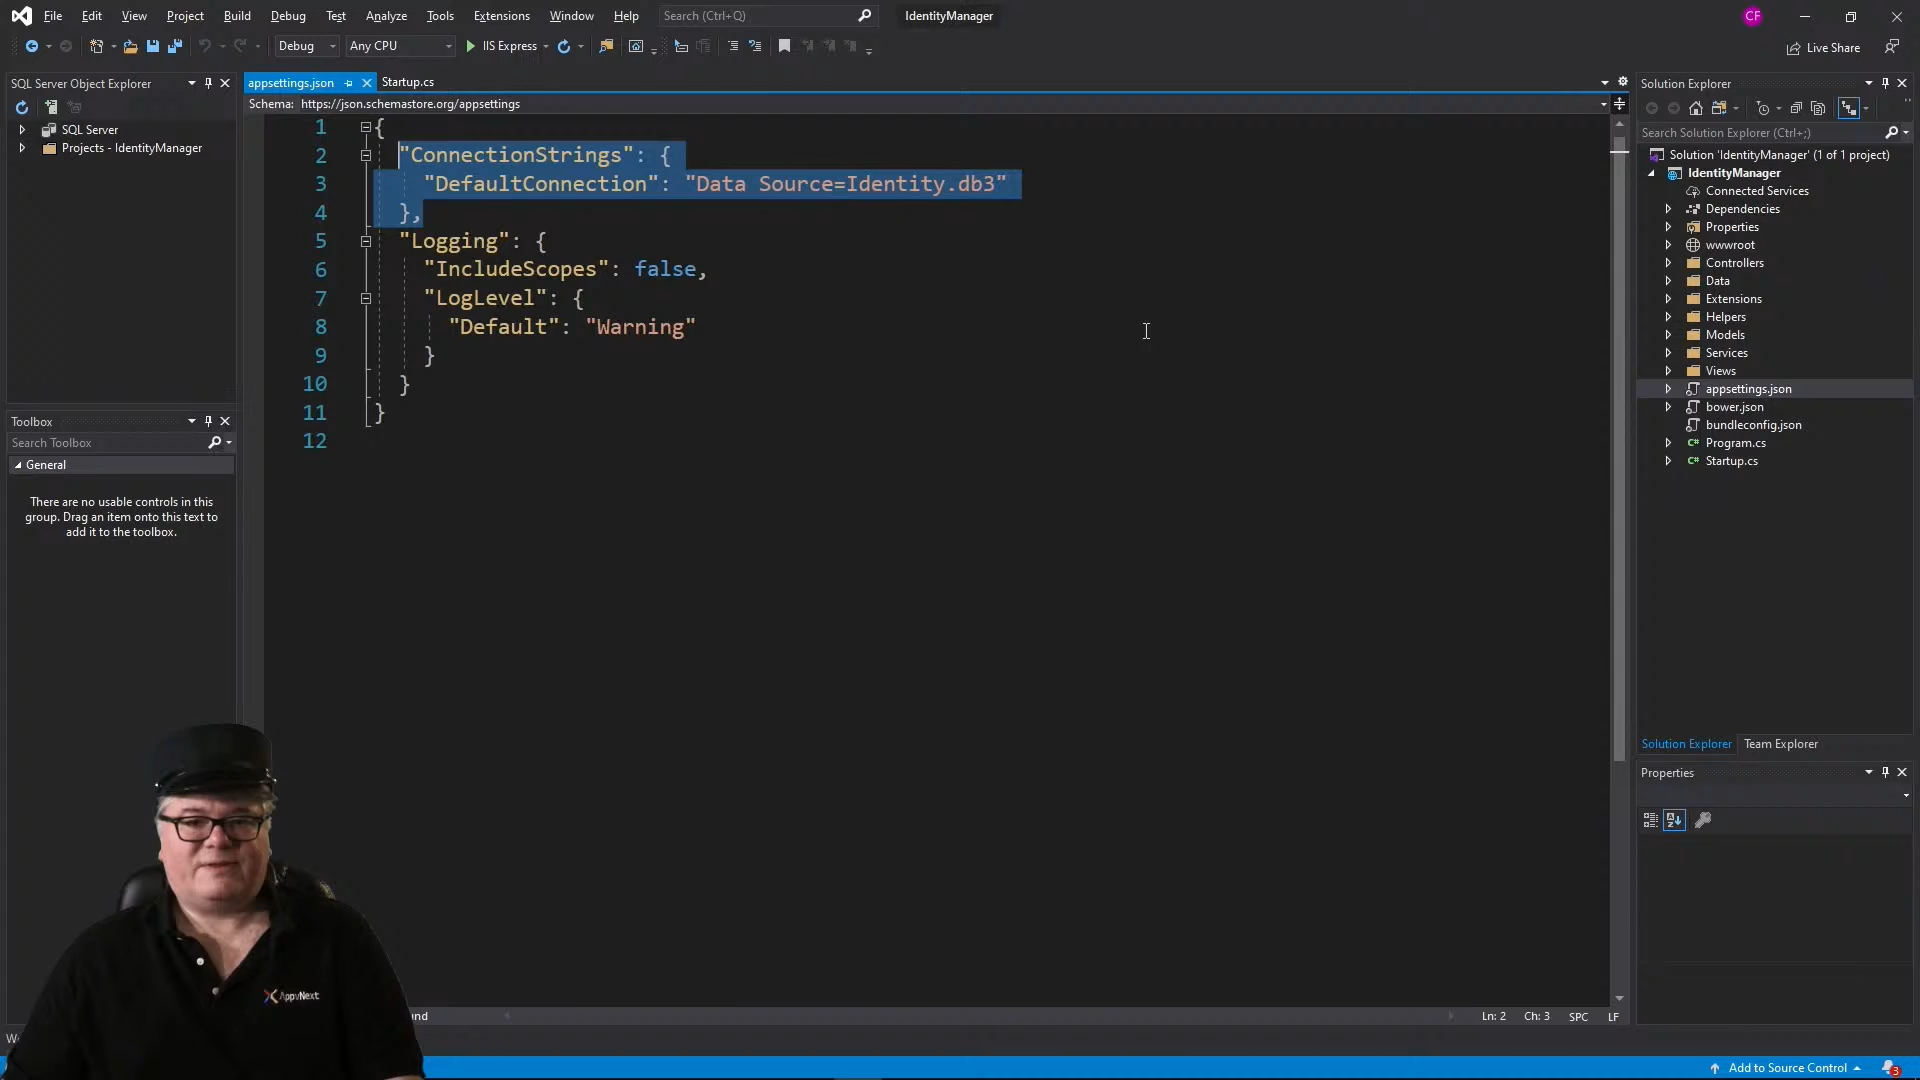 File Edit View Project Build Debug Test Analyze Tools Extensions Window Help Search (Ctrl+Q) IdentityManager CF
Debug Any CPU IIS Express Live Share
SQL Server Object Explorer
SQL Server
Projects - IdentityManager
Toolbox
Search Toolbox
General
There are no usable controls in this
group. Drag an item onto this text to
add it to the toolbox.
appsettings.json Startup.cs
Schema: https://json.schemastore.org/appsettings
1 {
2 "ConnectionStrings": {
3 "DefaultConnection": "Data Source=Identity.db3"
4 },
5 "Logging": {
6 "IncludeScopes": false,
7 "LogLevel": {
8 "Default": "Warning"
9 }
10 }
11 }
12
Ln: 2 Ch: 3 SPC LF
Solution Explorer
Search Solution Explorer (Ctrl+;)
Solution 'IdentityManager' (1 of 1 project)
IdentityManager
Connected Services
Dependencies
Properties
wwwroot
Controllers
Data
Extensions
Helpers
Models
Services
Views
appsettings.json
bower.json
bundleconfig.json
C# Program.cs
C# Startup.cs
Solution Explorer Team Explorer
Properties
AppvNext
Add to Source Control 3